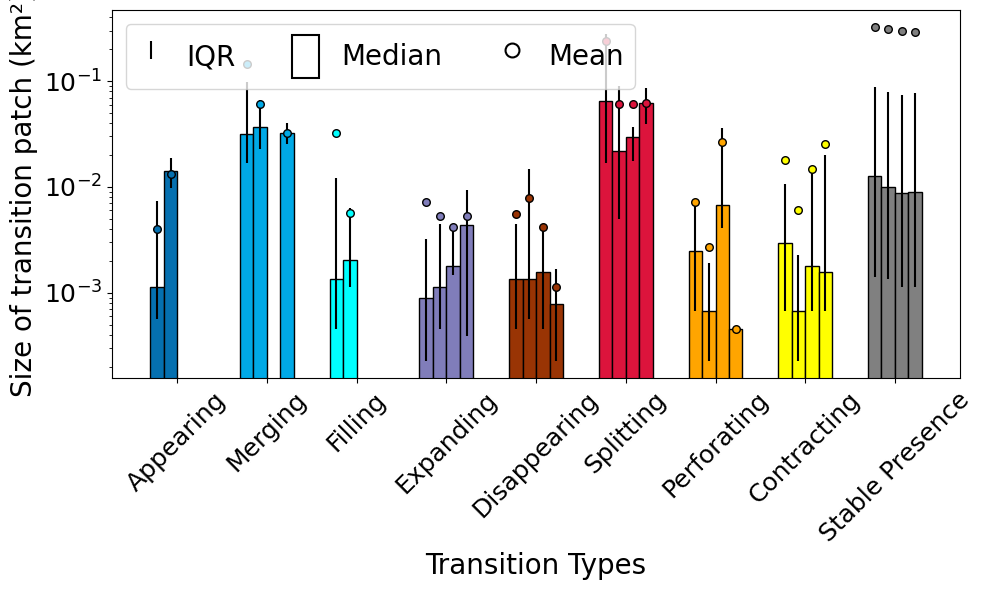 IQR Median Mean
Size of transition patch (km²)
10⁻¹
10⁻²
10⁻³
Appearing
Merging
Filling
Expanding
Disappearing
Splitting
Perforating
Contracting
Stable Presence
Transition Types